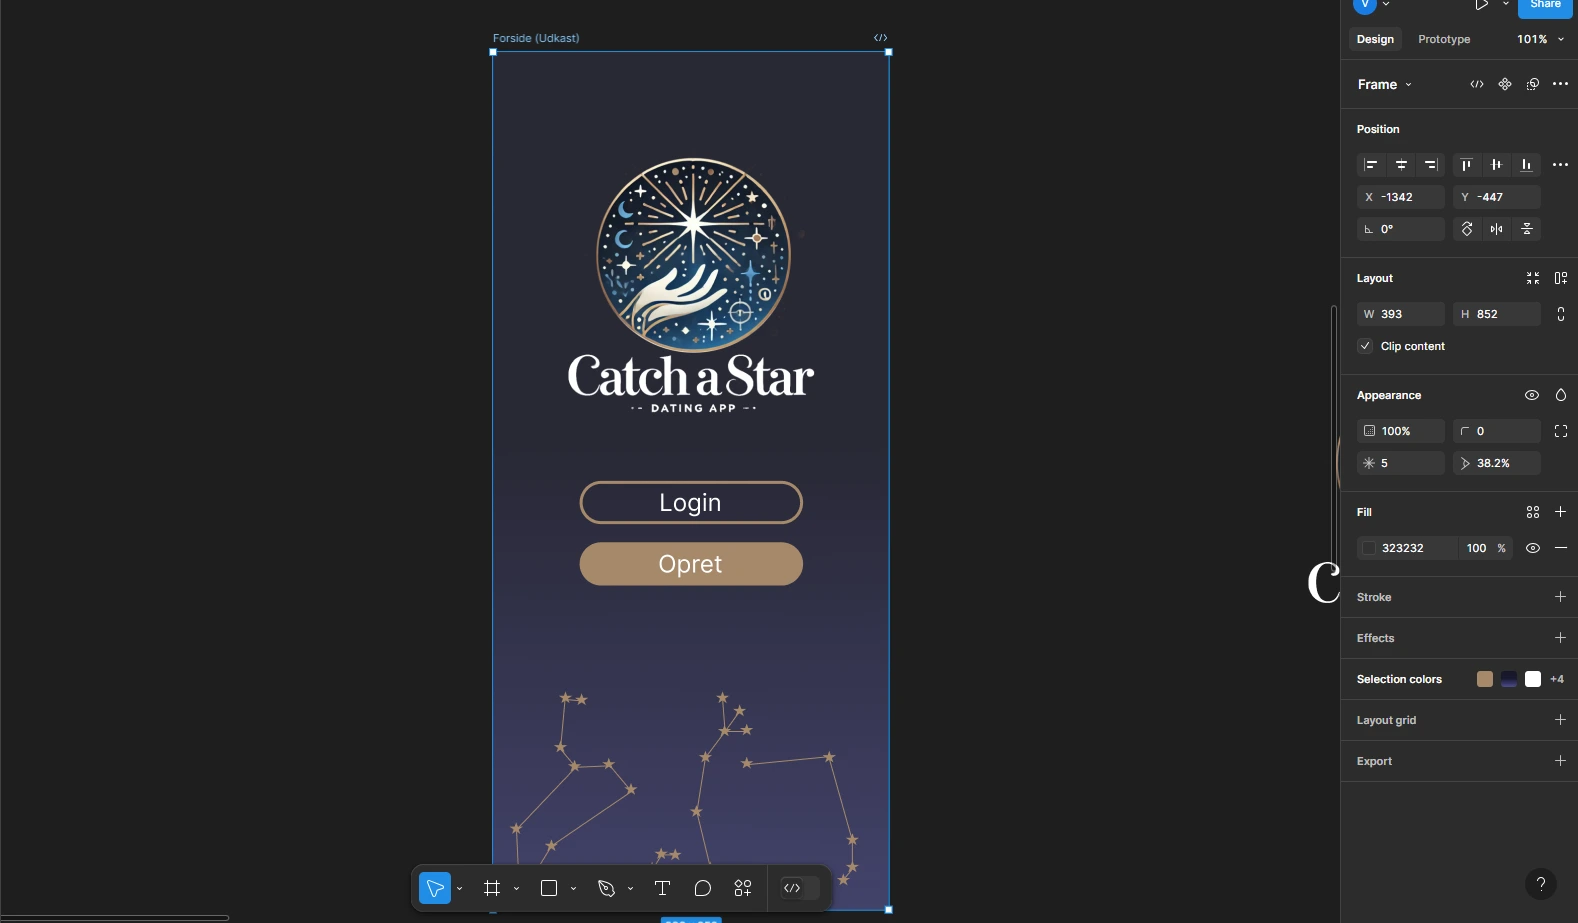 V
Share
Forside (Udkast)
Design Prototype 101%
Frame
Position
X -1342 Y -447
0°
Layout
W 393 H 852
Clip content
Appearance
100% 0
5 38.2%
Fill
323232 100 %
Stroke
Effects
Selection colors +4
Layout grid
Export
Catch a Star
-- DATING APP --
Login
Opret
C
T
?